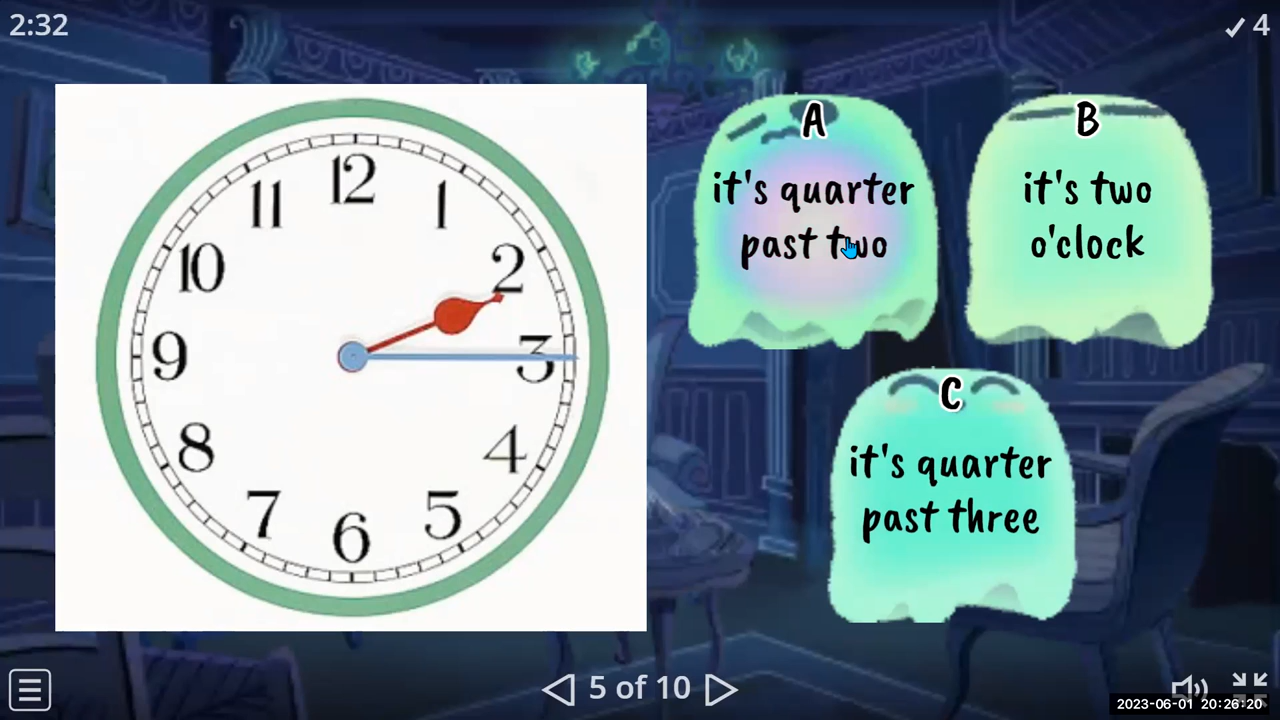 2:32
✓ 4
12
11
1
10
2
9
3
8
4
7
5
6
A
it's quarter
past two
B
it's two
o'clock
C
it's quarter
past three
5 of 10
2023-06-01 20:26:20